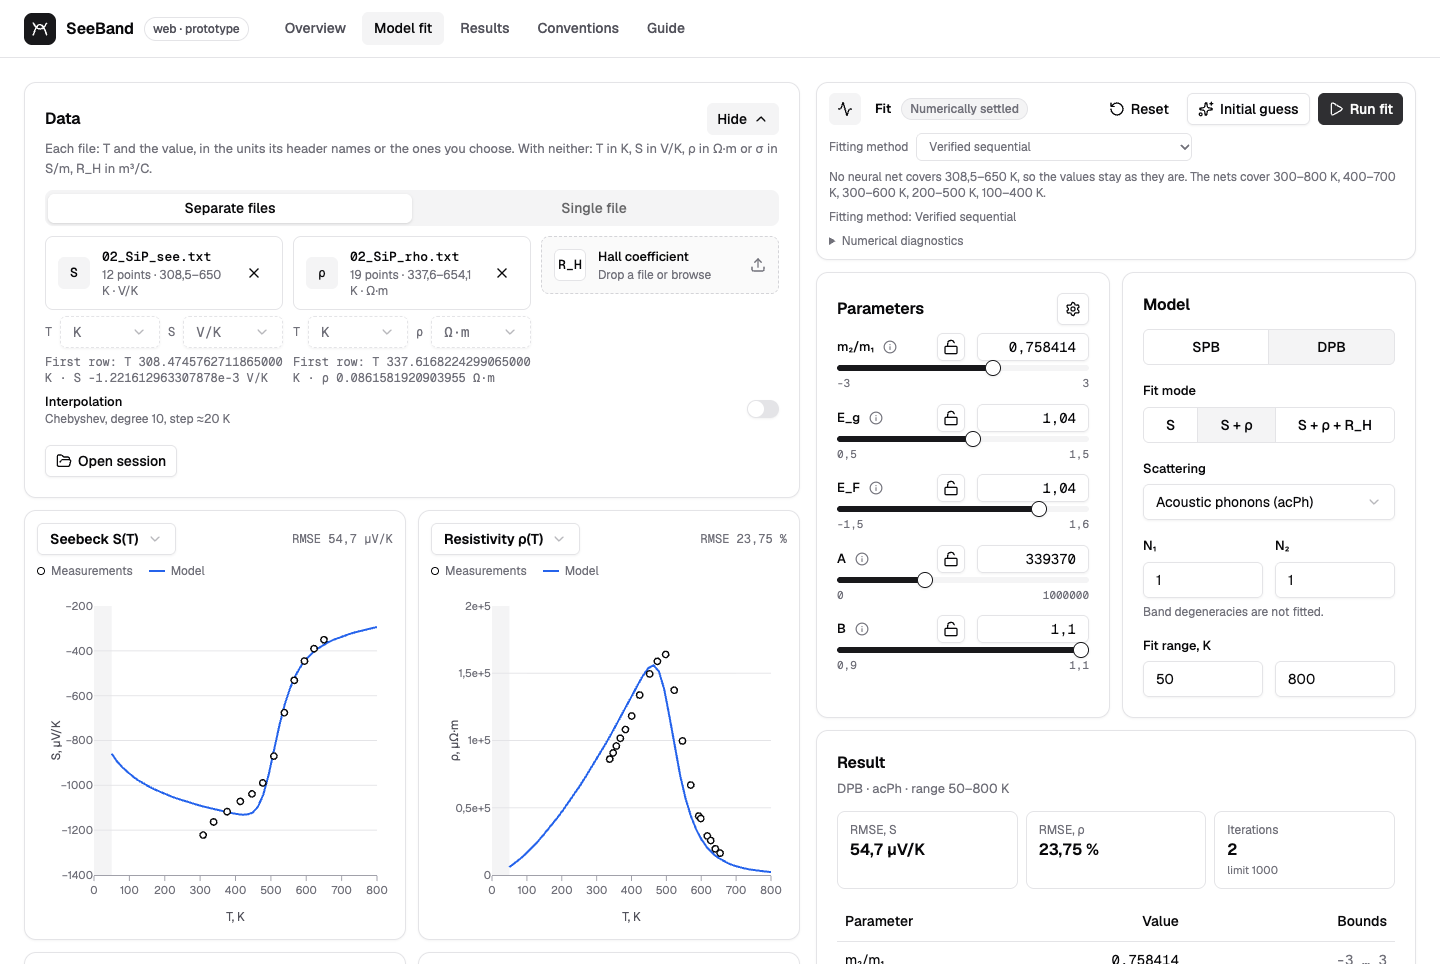 SeeBand
web · prototype
Overview
Model fit
Results
Conventions
Guide
Data
Hide
Each file: T and the value, in the units its header names or the ones you choose. With neither: T in K, S in V/K, ρ in Ω·m or σ in
S/m, R_H in m³/C.
Separate files
Single file
S
02_SiP_see.txt
12 points · 308,5–650
K · V/K
ρ
02_SiP_rho.txt
19 points · 337,6–654,1
K · Ω·m
R_H
Hall coefficient
Drop a file or browse
T
K
S
V/K
T
K
ρ
Ω·m
First row: T 308.4745762711865000
K · S -1.221612963307878e-3 V/K
First row: T 337.6168224299065000
K · ρ 0.0861581920903955 Ω·m
Interpolation
Chebyshev, degree 10, step ≈20 K
Open session
Seebeck S(T)
RMSE 54,7 µV/K
Measurements
Model
−200
−400
−600
−800
−1000
−1200
−1400
S, µV/K
0 100 200 300 400 500 600 700 800
T, K
Resistivity ρ(T)
RMSE 23,75 %
Measurements
Model
2e+5
1,5e+5
1e+5
0,5e+5
0
ρ, µΩ·m
0 100 200 300 400 500 600 700 800
T, K
Fit
Numerically settled
Reset
Initial guess
Run fit
Fitting method
Verified sequential
No neural net covers 308,5–650 K, so the values stay as they are. The nets cover 300–800 K, 400–700
K, 300–600 K, 200–500 K, 100–400 K.
Fitting method: Verified sequential
Numerical diagnostics
Parameters
m₂/m₁
0,758414
-3
3
E_g
1,04
0,5
1,5
E_F
1,04
-1,5
1,6
A
339370
0
1000000
B
1,1
0,9
1,1
Model
SPB
DPB
Fit mode
S
S + ρ
S + ρ + R_H
Scattering
Acoustic phonons (acPh)
N₁
N₂
1
1
Band degeneracies are not fitted.
Fit range, K
50
800
Result
DPB · acPh · range 50–800 K
RMSE, S
54,7 µV/K
RMSE, ρ
23,75 %
Iterations
2
limit 1000
Parameter
Value
Bounds
m₂/m₁
0,758414
-3 … 3